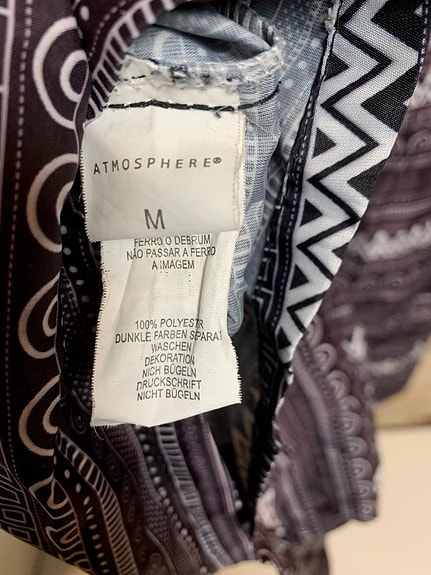 ATMOSPHERE®
M
FERRO O DEBRUM
NÃO PASSAR A FERRO
A IMAGEM
100% POLYESTR
DUNKLE FARBEN SPARAT
WASCHEN
DEKORATION
NICH BÜGELN
DRUCKSCHRIFT
NICHT BÜGELN